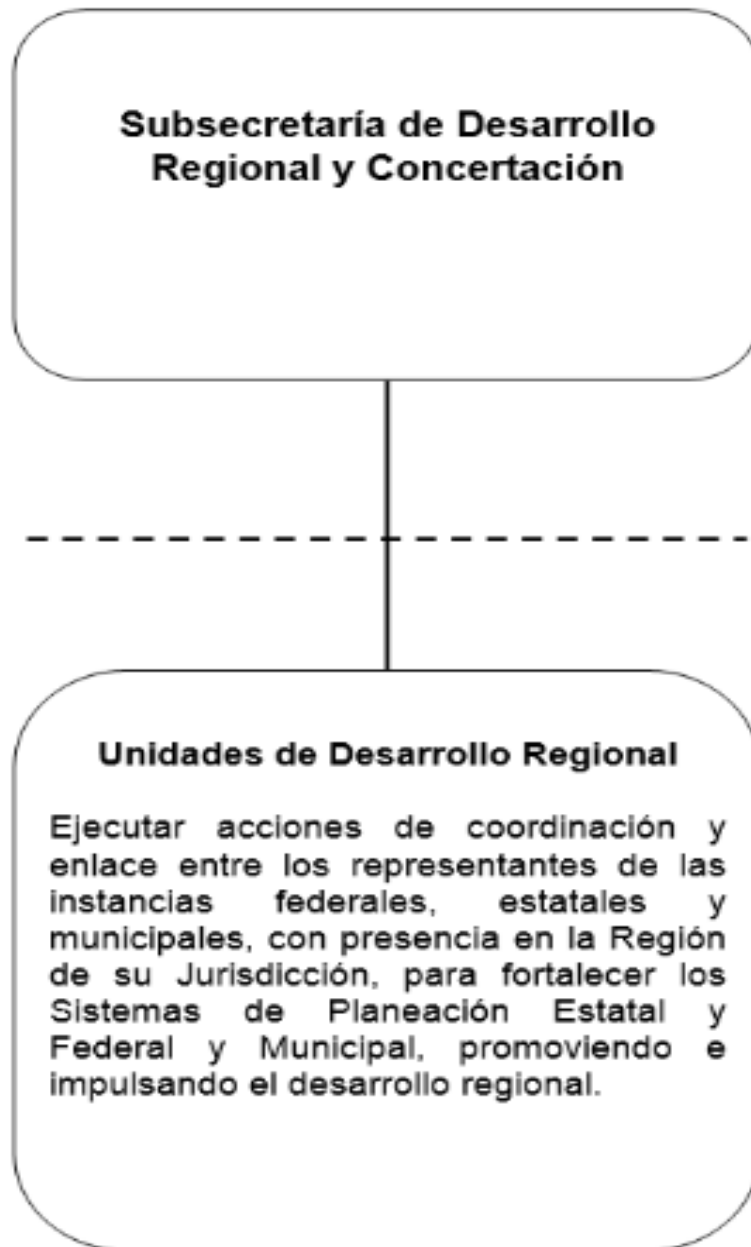 Subsecretaría de Desarrollo
Regional y Concertación
Unidades de Desarrollo Regional
Ejecutar acciones de coordinación y
enlace entre los representantes de las
instancias federales, estatales y
municipales, con presencia en la Región
de su Jurisdicción, para fortalecer los
Sistemas de Planeación Estatal y
Federal y Municipal, promoviendo e
impulsando el desarrollo regional.